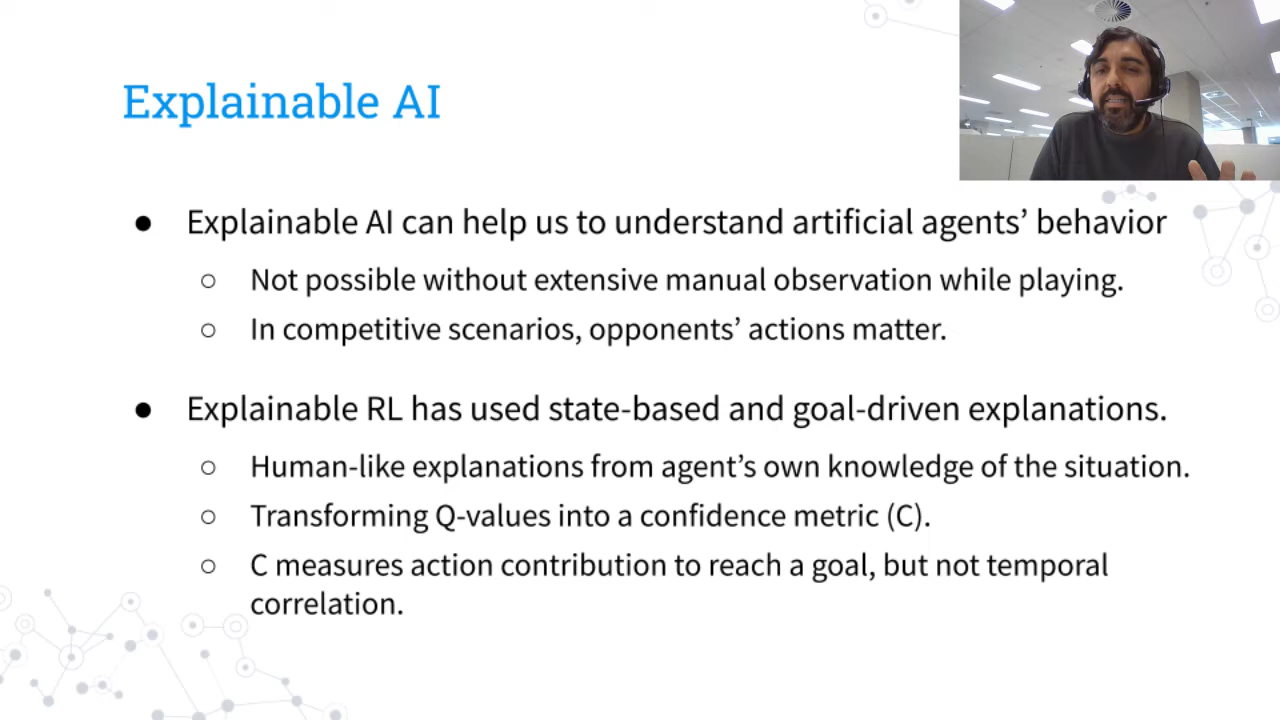 Explainable AI
● Explainable AI can help us to understand artificial agents’ behavior
○ Not possible without extensive manual observation while playing.
○ In competitive scenarios, opponents’ actions matter.
● Explainable RL has used state-based and goal-driven explanations.
○ Human-like explanations from agent’s own knowledge of the situation.
○ Transforming Q-values into a confidence metric (C).
○ C measures action contribution to reach a goal, but not temporal
correlation.